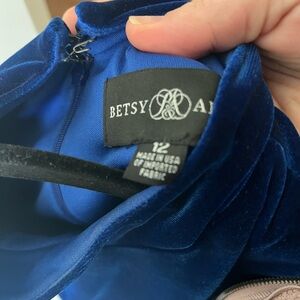 BETSY A
12
MADE IN USA
OF IMPORTED
FABRIC